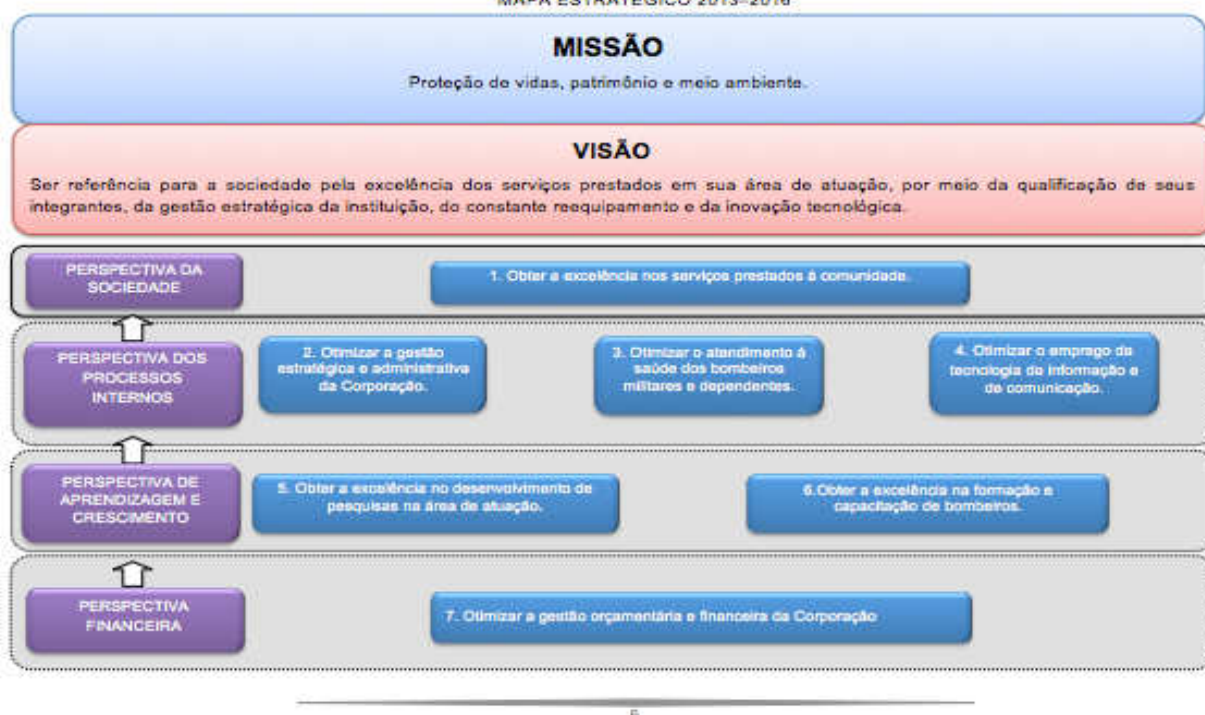 MAPA ESTRATÉGICO 2013–2016
MISSÃO
Proteção de vidas, patrimônio e meio ambiente.
VISÃO
Ser referência para a sociedade pela excelência dos serviços prestados em sua área de atuação, por meio da qualificação de seus
integrantes, da gestão estratégica da instituição, do constante reequipamento e da inovação tecnológica.
PERSPECTIVA DA
SOCIEDADE
1. Obter a excelência nos serviços prestados à comunidade.
PERSPECTIVA DOS
PROCESSOS
INTERNOS
2. Otimizar a gestão
estratégica e administrativa
da Corporação.
3. Otimizar o atendimento à
saúde dos bombeiros
militares e dependentes.
4. Otimizar o emprego da
tecnologia da informação e
de comunicação.
PERSPECTIVA DE
APRENDIZAGEM E
CRESCIMENTO
5. Obter a excelência no desenvolvimento de
pesquisas na área de atuação.
6.Obter a excelência na formação e
capacitação de bombeiros.
PERSPECTIVA
FINANCEIRA
7. Otimizar a gestão orçamentária e financeira da Corporação